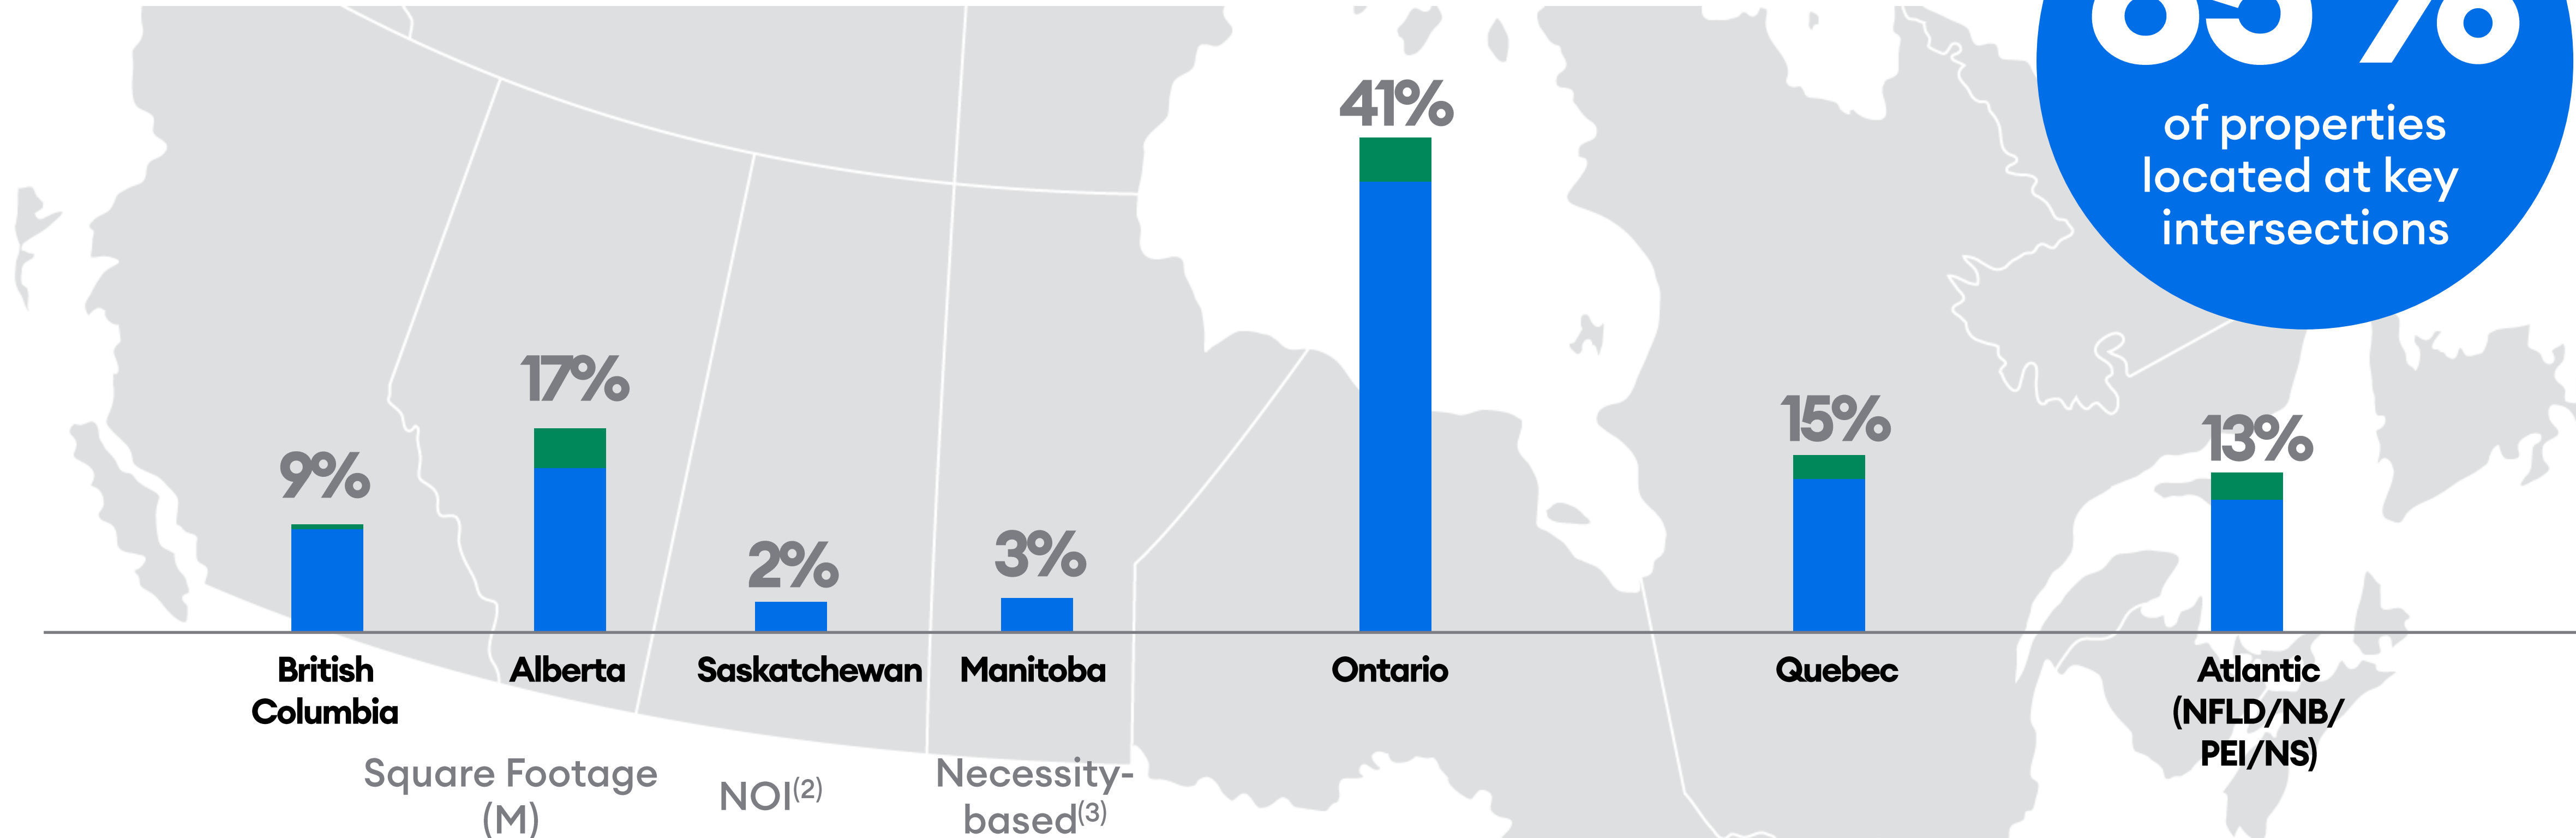 of properties
located at key
intersections
41%
17%
15%
13%
9%
3%
2%
British
Columbia
Alberta
Saskatchewan
Manitoba
Ontario
Quebec
Atlantic
(NFLD/NB/
PEI/NS)
Square Footage
(M)
NOI(2)
Necessity-
based(3)